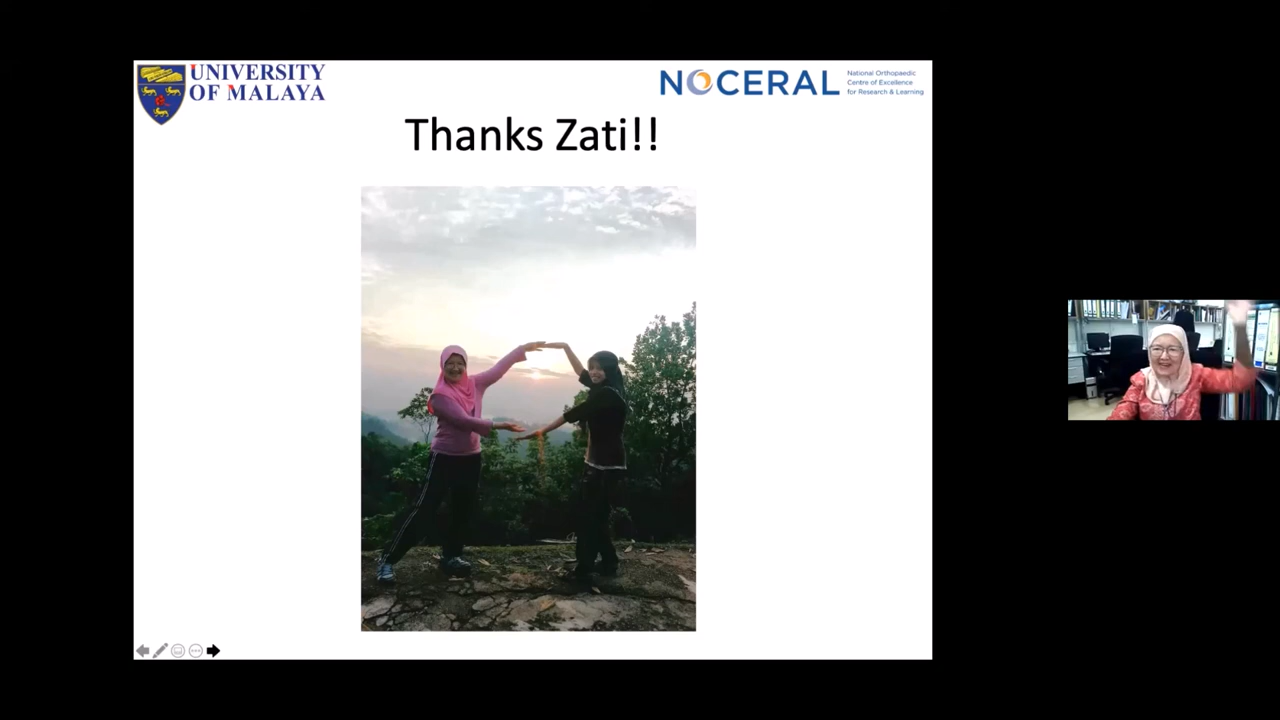 UNIVERSITY
OF MALAYA
NOCERAL
National Orthopaedic
Centre of Excellence
for Research & Learning
Thanks Zati!!